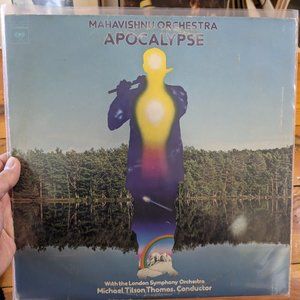 MAHAVISHNU ORCHESTRA
APOCALYPSE
With the London Symphony Orchestra
Michael Tilson Thomas, Conductor